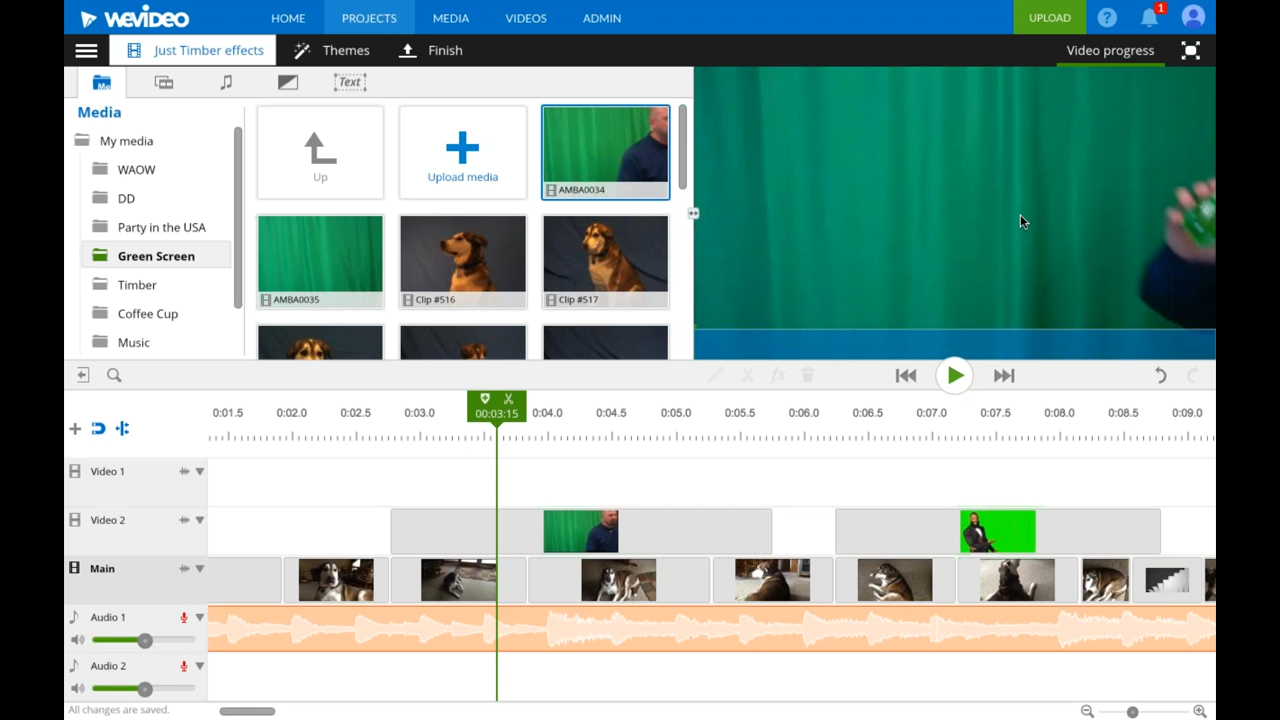 WEVIDEO HOME PROJECTS MEDIA VIDEOS ADMIN UPLOAD ? 1
Just Timber effects Themes Finish Video progress
Me Text
Media
My media
WAOW
DD
Party in the USA
Green Screen
Timber
Coffee Cup
Music
Up
Upload media
AMBA0034
AMBA0035
Clip #516
Clip #517
0:01.5 0:02.0 0:02.5 0:03.0 00:03:15 0:04.0 0:04.5 0:05.0 0:05.5 0:06.0 0:06.5 0:07.0 0:07.5 0:08.0 0:08.5 0:09.0
Video 1
Video 2
Main
Audio 1
Audio 2
All changes are saved.